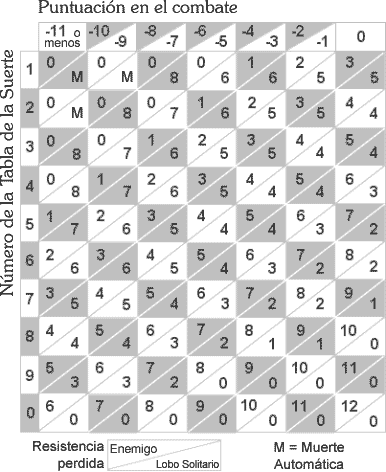 Puntuación en el combate
-11 o menos -10 -9 -8 -7 -6 -5 -4 -3 -2 -1 0
Número de la Tabla de la Suerte
1 0 M 0 M 0 8 0 6 1 6 2 5 3 5
2 0 M 0 8 0 7 1 6 2 5 3 5 4 4
3 0 8 0 7 1 6 2 5 3 5 4 4 5 4
4 0 8 1 7 2 6 3 5 4 4 5 4 6 3
5 1 7 2 6 3 5 4 4 5 4 6 3 7 2
6 2 6 3 6 4 5 5 4 6 3 7 2 8 2
7 3 5 4 5 5 4 6 3 7 2 8 2 9 1
8 4 4 5 4 6 3 7 2 8 1 9 1 10 0
9 5 3 6 3 7 2 8 0 9 0 10 0 11 0
0 6 0 7 0 8 0 9 0 10 0 11 0 12 0
Resistencia perdida
Enemigo
Lobo Solitario
M = Muerte
Automática